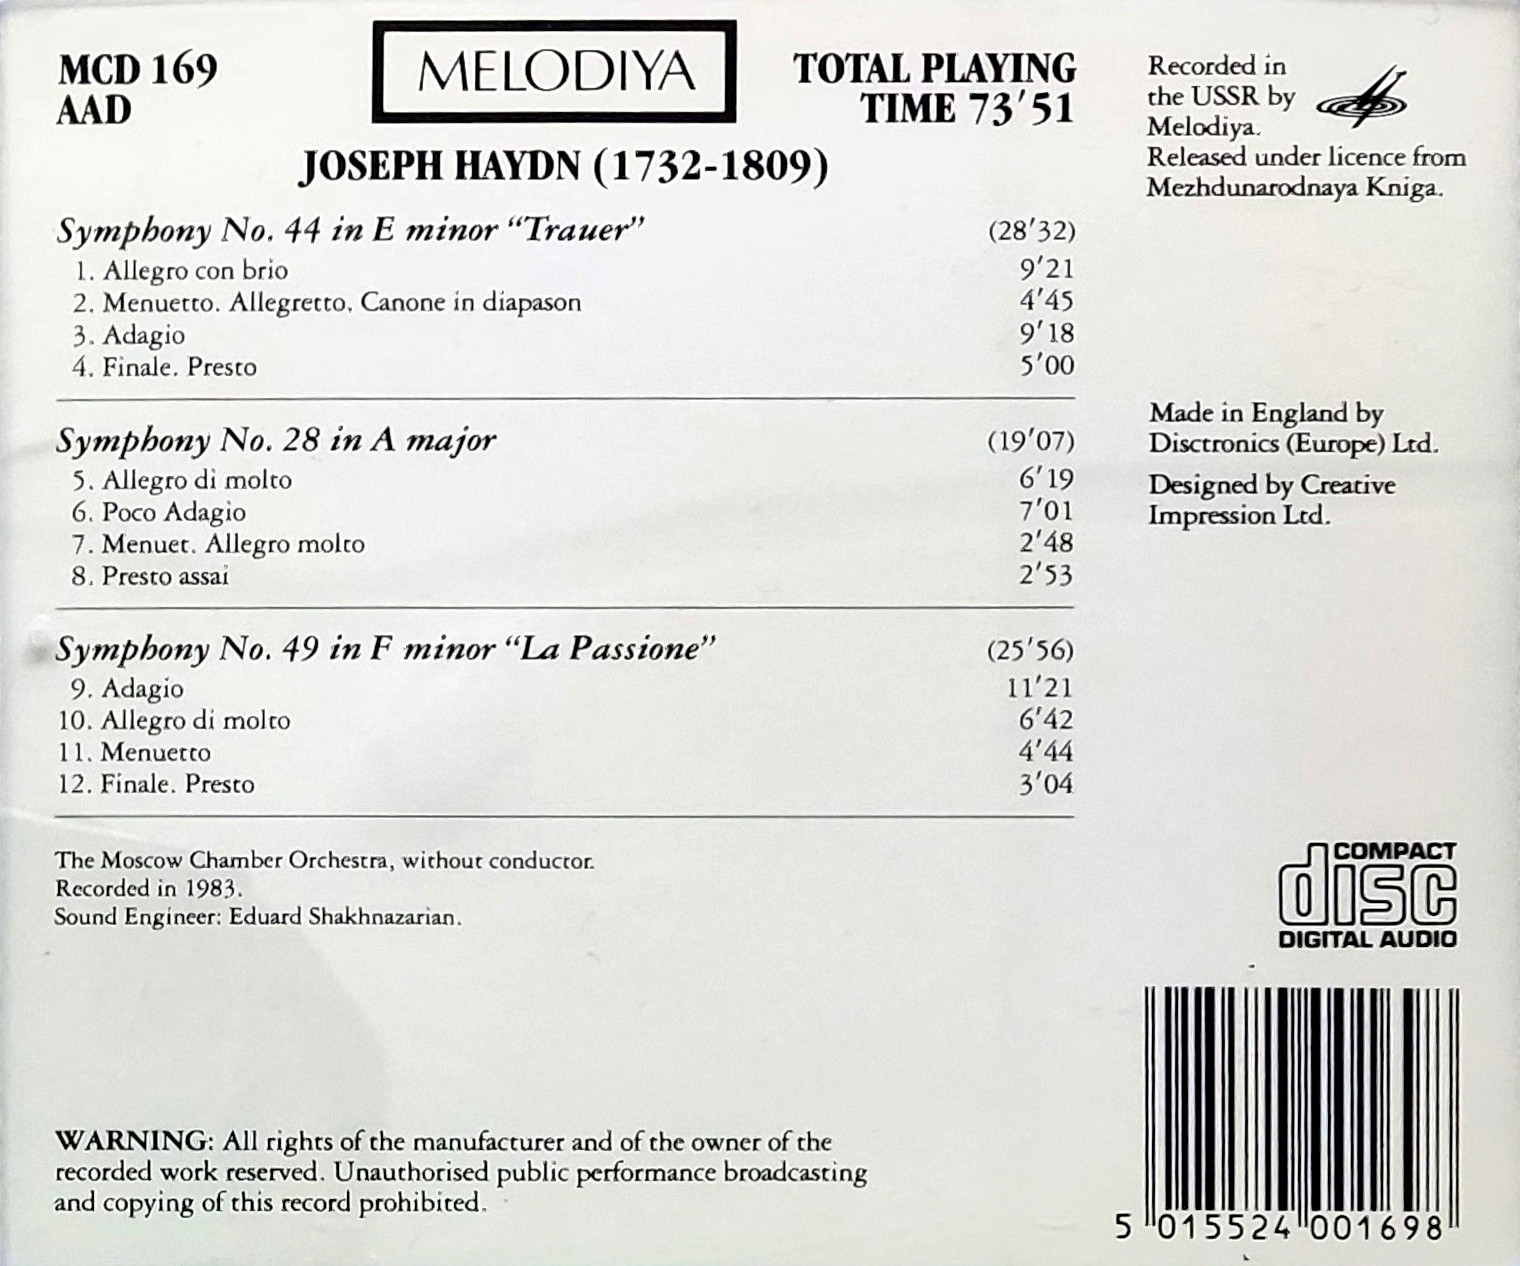 MCD 169
AAD
MELODIYA
TOTAL PLAYING
TIME 73'51
JOSEPH HAYDN (1732-1809)
Symphony No. 44 in E minor “Trauer” (28'32)
1. Allegro con brio 9'21
2. Menuetto. Allegretto, Canone in diapason 4'45
3. Adagio 9'18
4. Finale. Presto 5'00
Symphony No. 28 in A major (19'07)
5. Allegro di molto 6'19
6. Poco Adagio 7'01
7. Menuet. Allegro molto 2'48
8. Presto assai 2'53
Symphony No. 49 in F minor “La Passione” (25'56)
9. Adagio 11'21
10. Allegro di molto 6'42
11. Menuetto 4'44
12. Finale. Presto 3'04
The Moscow Chamber Orchestra, without conductor.
Recorded in 1983.
Sound Engineer: Eduard Shakhnazarian.
WARNING: All rights of the manufacturer and of the owner of the
recorded work reserved. Unauthorised public performance broadcasting
and copying of this record prohibited.
Recorded in
the USSR by
Melodiya.
Released under licence from
Mezhdunarodnaya Kniga.
Made in England by
Disctronics (Europe) Ltd.
Designed by Creative
Impression Ltd.
COMPACT
disc
DIGITAL AUDIO
5 015524 001698